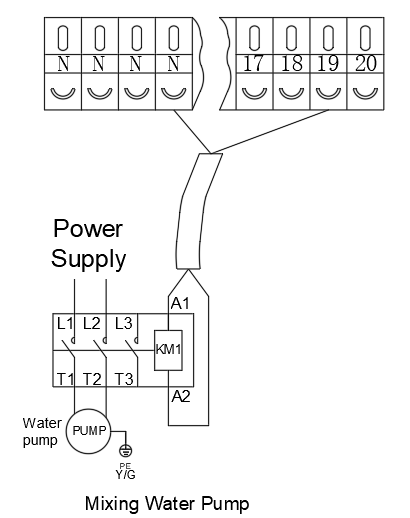 N N N N 17 18 19 20
Power
Supply
A1
L1 L2 L3
KM1
T1 T2 T3
A2
Water
pump
PUMP
PE
Y/G
Mixing Water Pump